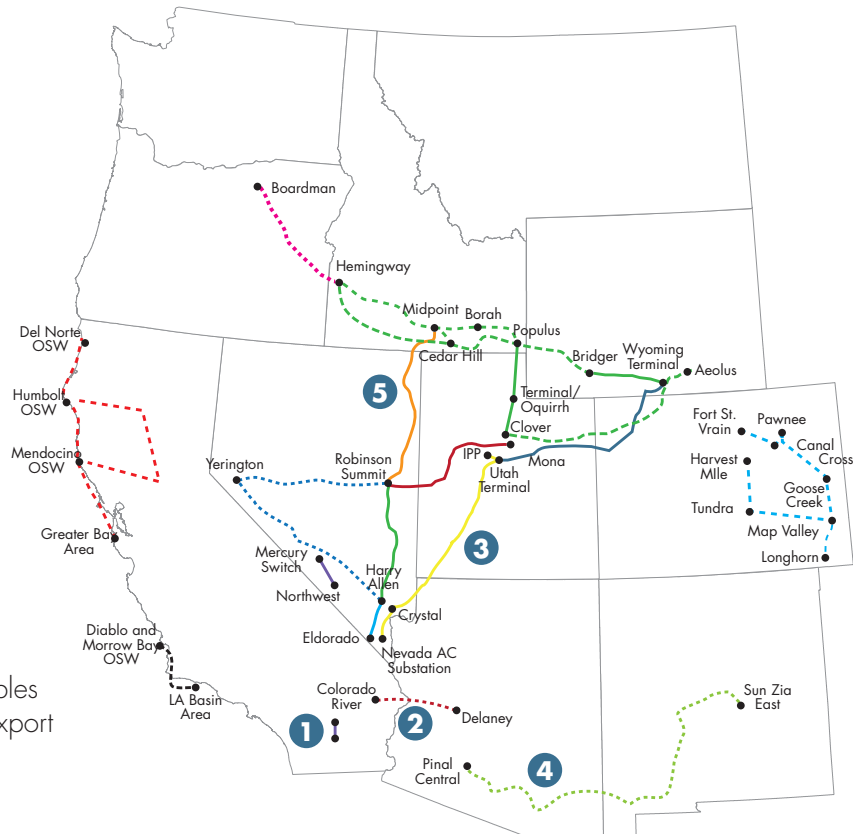 Boardman
Hemingway
Midpoint
Borah
Populus
Cedar Hill
Bridger
Wyoming
Terminal
Aeolus
Del Norte
OSW
Humbolt
OSW
Mendocino
OSW
Greater Bay
Area
Diablo and
Morrow Bay
OSW
LA Basin
Area
5
Terminal/
Oquirrh
Clover
Robinson
Summit
IPP
Utah
Terminal
Mona
Yerington
Fort St.
Vrain
Pawnee
Canal
Cross
Harvest
MIle
Goose
Creek
Tundra
Map Valley
Longhorn
3
Mercury
Switch
Northwest
Harry
Allen
Crystal
Eldorado
Nevada AC
Substation
Colorado
River
Delaney
1
2
Pinal
Central
4
Sun Zia
East
xport